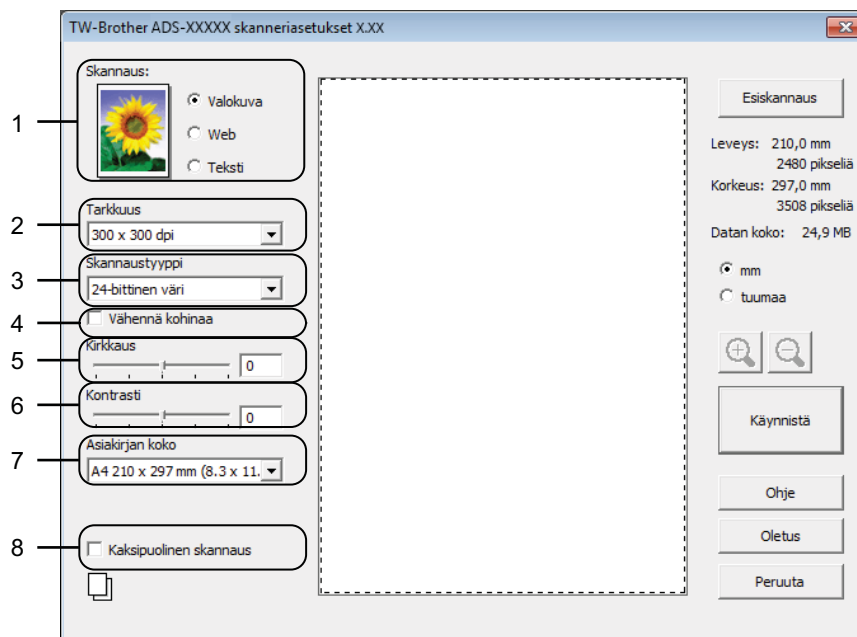 TW-Brother ADS-XXXXX skanneriasetukset X.XX
1
Skannaus:
Valokuva
Web
Teksti
2
Tarkkuus
300 x 300 dpi
3
Skannaustyyppi
24-bittinen väri
4
Vähennä kohinaa
5
Kirkkaus
0
6
Kontrasti
0
7
Asiakirjan koko
A4 210 x 297 mm (8.3 x 11.
8
Kaksipuolinen skannaus
Esiskannaus
Leveys: 210,0 mm
2480 pikseliä
Korkeus: 297,0 mm
3508 pikseliä
Datan koko: 24,9 MB
mm
tuumaa
Käynnistä
Ohje
Oletus
Peruuta